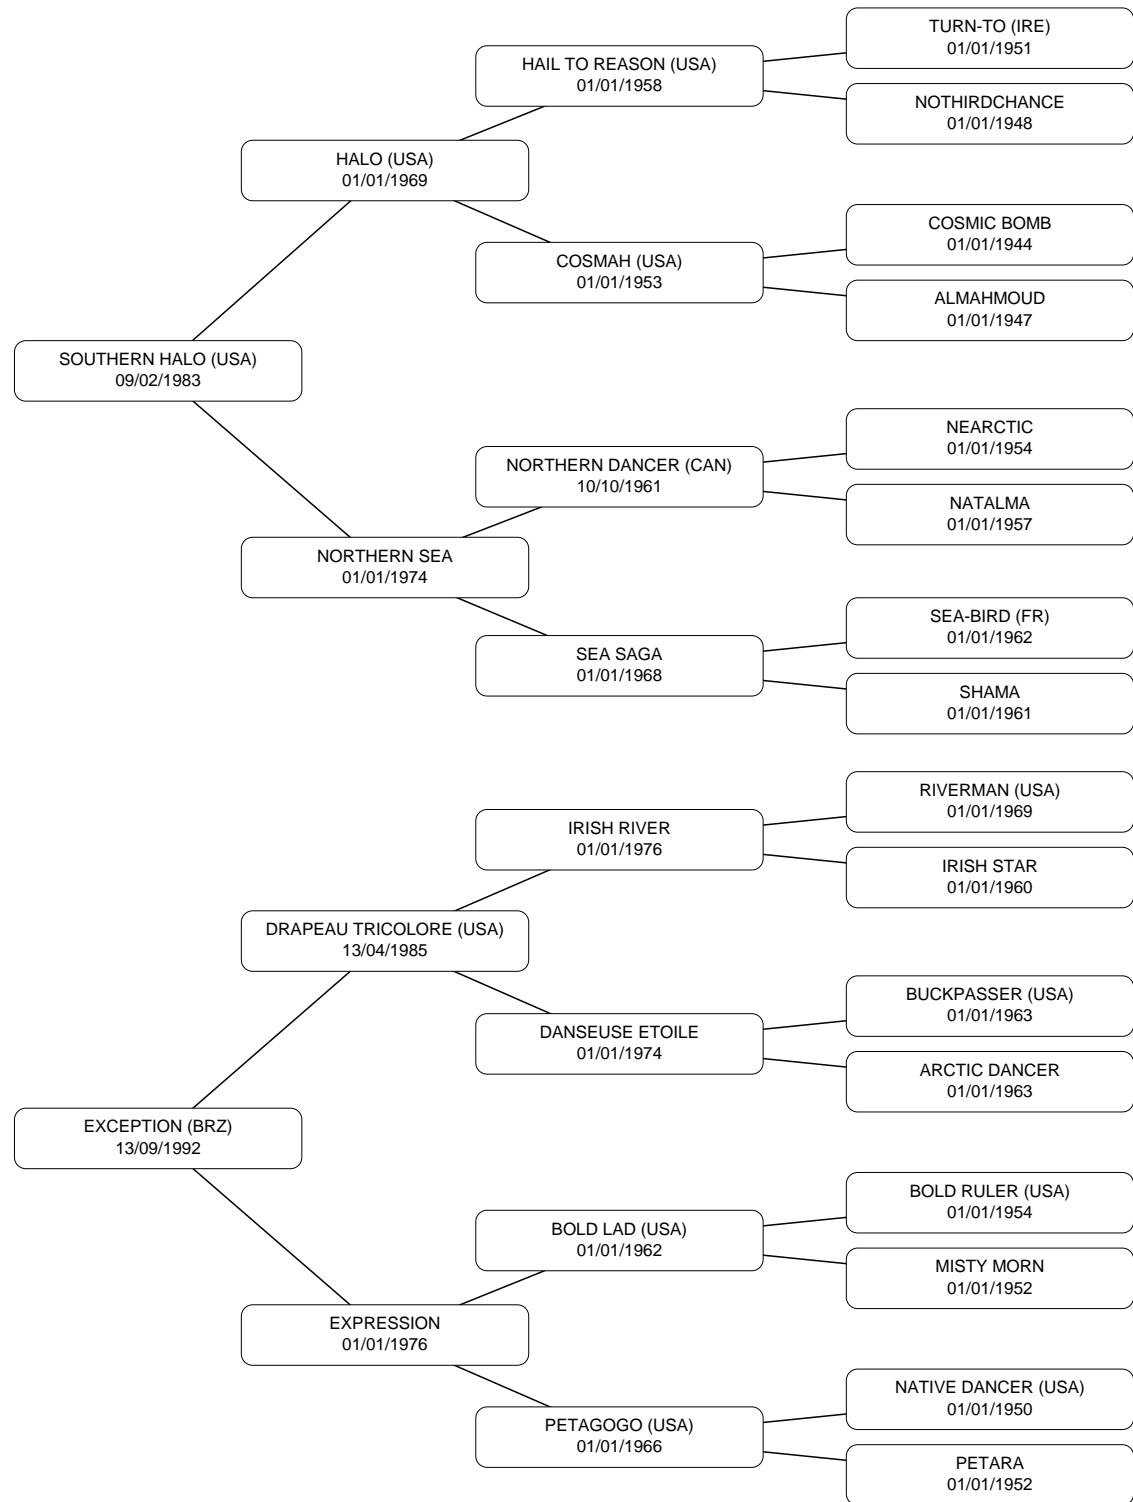 TURN-TO (IRE)
01/01/1951
HAIL TO REASON (USA)
01/01/1958
NOTHIRDCHANCE
01/01/1948
HALO (USA)
01/01/1969
COSMIC BOMB
01/01/1944
COSMAH (USA)
01/01/1953
ALMAHMOUD
01/01/1947
SOUTHERN HALO (USA)
09/02/1983
NEARCTIC
01/01/1954
NORTHERN DANCER (CAN)
10/10/1961
NATALMA
01/01/1957
NORTHERN SEA
01/01/1974
SEA-BIRD (FR)
01/01/1962
SEA SAGA
01/01/1968
SHAMA
01/01/1961
RIVERMAN (USA)
01/01/1969
IRISH RIVER
01/01/1976
IRISH STAR
01/01/1960
DRAPEAU TRICOLORE (USA)
13/04/1985
BUCKPASSER (USA)
01/01/1963
DANSEUSE ETOILE
01/01/1974
ARCTIC DANCER
01/01/1963
EXCEPTION (BRZ)
13/09/1992
BOLD RULER (USA)
01/01/1954
BOLD LAD (USA)
01/01/1962
MISTY MORN
01/01/1952
EXPRESSION
01/01/1976
NATIVE DANCER (USA)
01/01/1950
PETAGOGO (USA)
01/01/1966
PETARA
01/01/1952